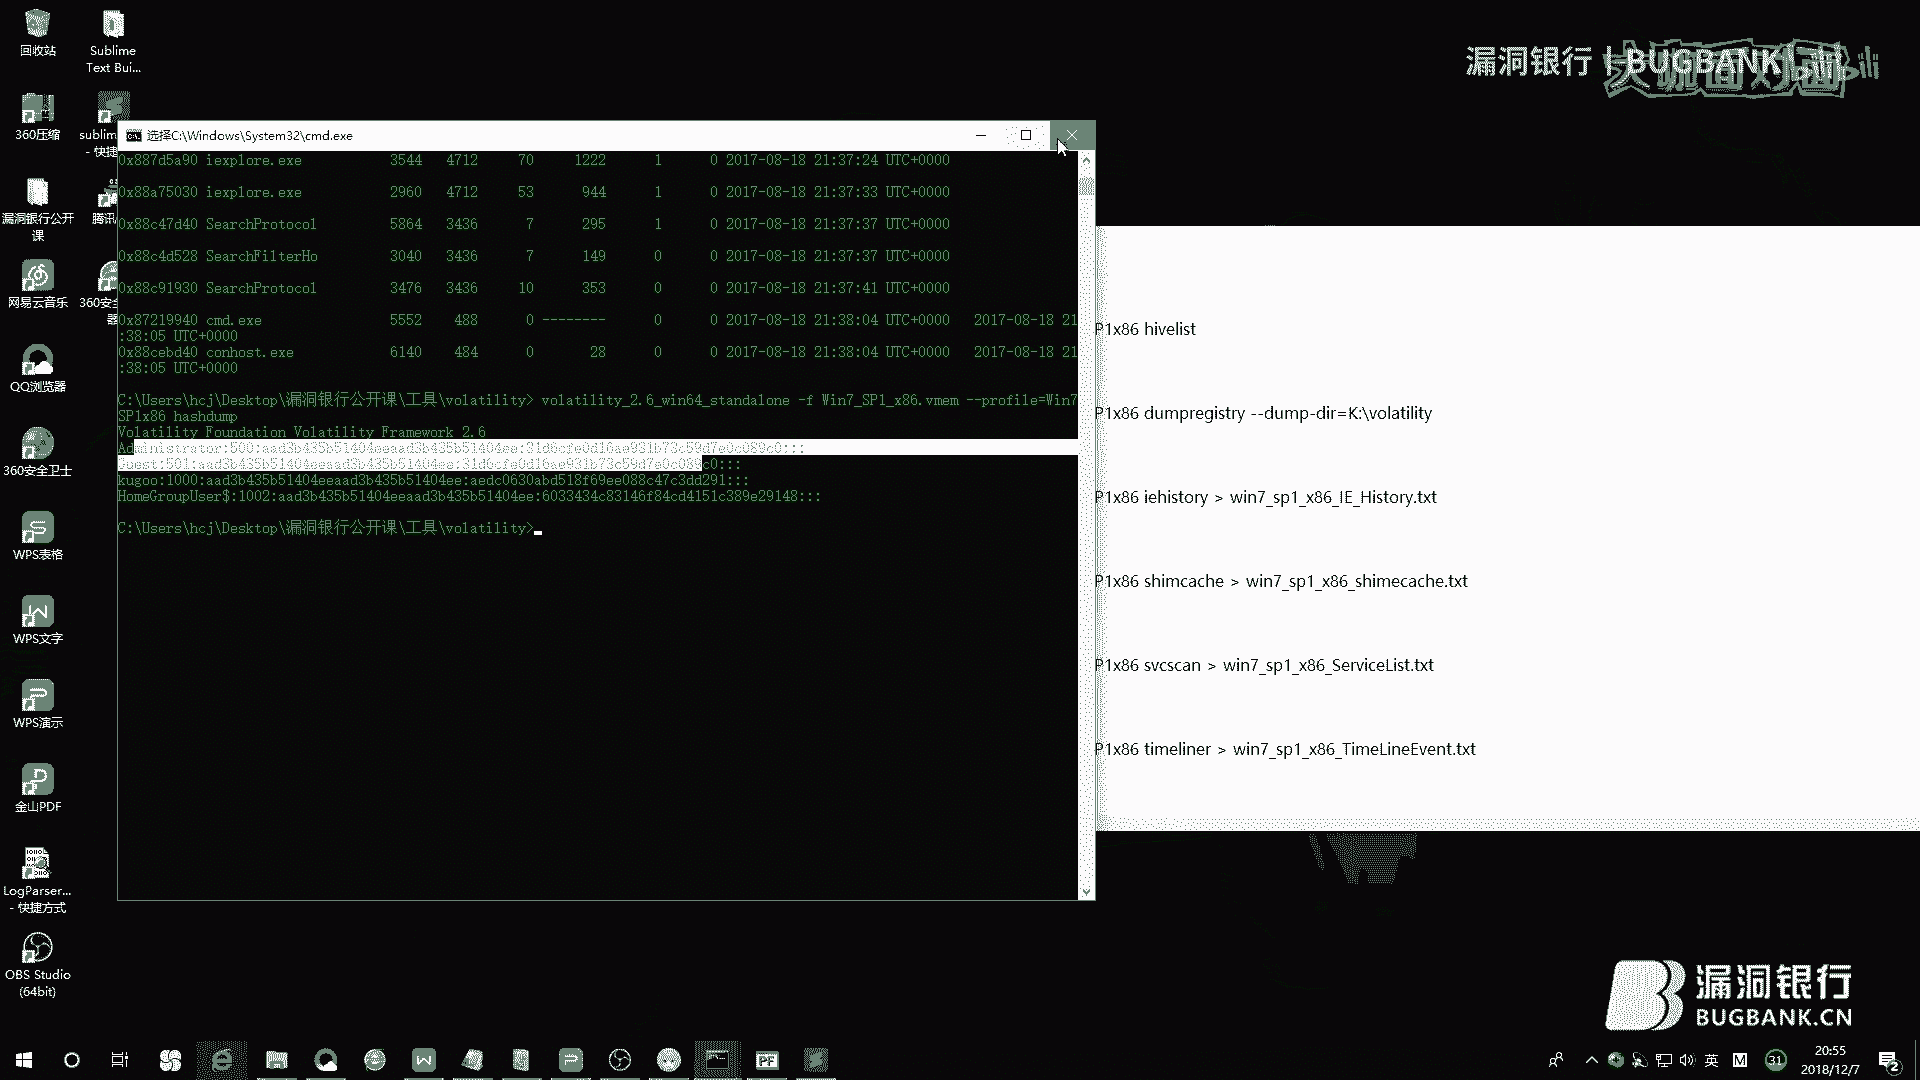 回收站
Sublime
Text Bui...
360压缩
sublim
- 快捷
漏洞银行公开
课
腾讯
网易云音乐
360安全
器
QQ浏览器
360安全卫士
WPS表格
WPS文字
WPS演示
金山PDF
LogParser...
- 快捷方式
OBS Studio
(64bit)
漏洞银行 | BUGBANK
选择C:\Windows\System32\cmd.exe
0x887d5a90 iexplore.exe 3544 4712 70 1222 1 0 2017-08-18 21:37:24 UTC+0000
0x88a75030 iexplore.exe 2960 4712 53 944 1 0 2017-08-18 21:37:33 UTC+0000
0x88c47d40 SearchProtocol 5864 3436 7 295 1 0 2017-08-18 21:37:37 UTC+0000
0x88c4d528 SearchFilterHo 3040 3436 7 149 0 0 2017-08-18 21:37:37 UTC+0000
0x88c91930 SearchProtocol 3476 3436 10 353 0 0 2017-08-18 21:37:41 UTC+0000
0x87219940 cmd.exe 5552 488 0 -------- 0 0 2017-08-18 21:38:04 UTC+0000 2017-08-18 21
:38:05 UTC+0000
0x88cebd40 conhost.exe 6140 484 0 28 0 0 2017-08-18 21:38:04 UTC+0000 2017-08-18 21
:38:05 UTC+0000
C:\Users\hcj\Desktop\漏洞银行公开课\工具\volatility> volatility_2.6_win64_standalone -f Win7_SP1_x86.vmem --profile=Win7
SP1x86 hashdump
Volatility Foundation Volatility Framework 2.6
Administrator:500:aad3b435b51404eeaad3b435b51404ee:31d6cfe0d16ae931b73c59d7e0c089c0:::
Guest:501:aad3b435b51404eeaad3b435b51404ee:31d6cfe0d16ae931b73c59d7e0c089c0:::
kugoo:1000:aad3b435b51404eeaad3b435b51404ee:aedc0630abd518f69ee088c47c3dd291:::
HomeGroupUser$:1002:aad3b435b51404eeaad3b435b51404ee:6033434c83146f84cd4151c389e29148:::
C:\Users\hcj\Desktop\漏洞银行公开课\工具\volatility>
P1x86 hivelist
P1x86 dumpregistry --dump-dir=K:\volatility
P1x86 iehistory > win7_sp1_x86_IE_History.txt
P1x86 shimcache > win7_sp1_x86_shimecache.txt
P1x86 svcscan > win7_sp1_x86_ServiceList.txt
P1x86 timeliner > win7_sp1_x86_TimeLineEvent.txt
漏洞银行
BUGBANK.CN
英
M
31
20:55
2018/12/7
2